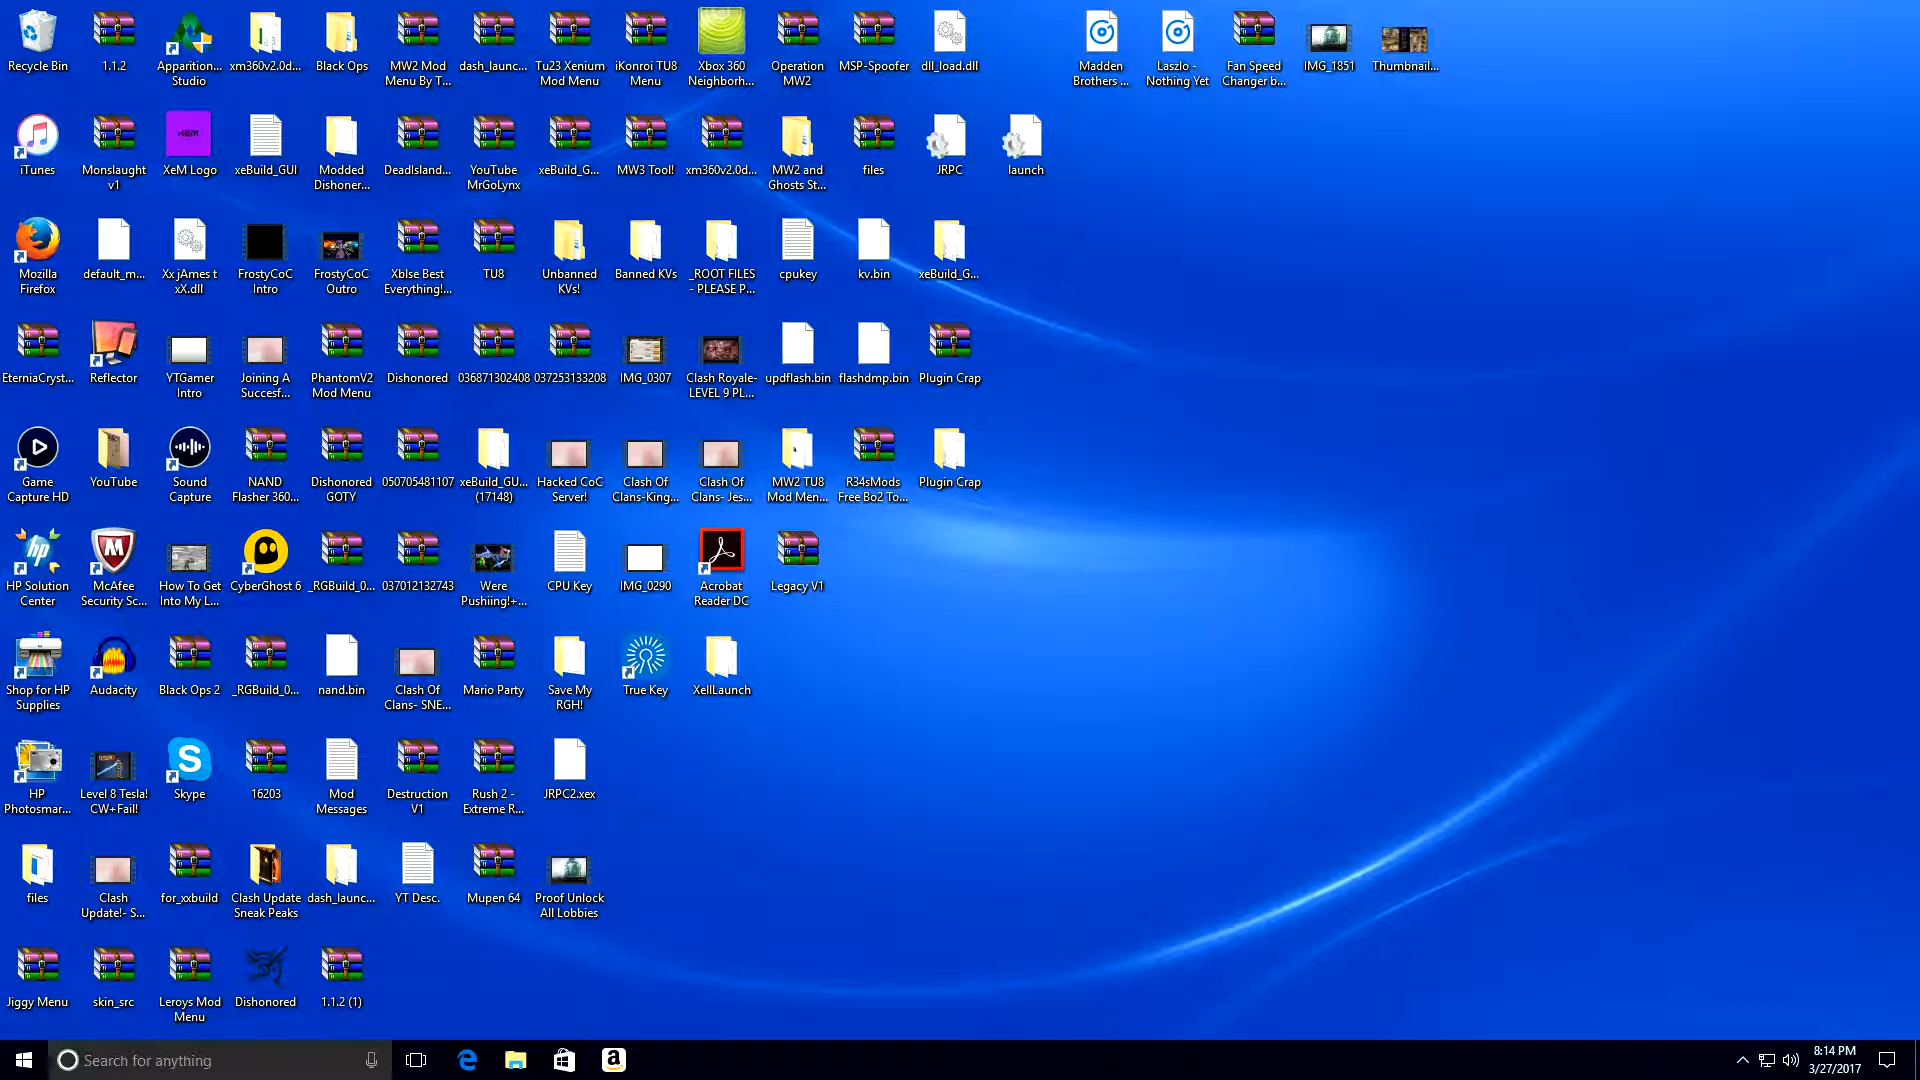 Recycle Bin
1.1.2
Apparition...
Studio
xm360v2.0d...
Black Ops
MW2 Mod
Menu By T...
dash_launc...
Tu23 Xenium
Mod Menu
iKonroi TU8
Menu
Xbox 360
Neighborh...
Operation
MW2
MSP-Spoofer
dll_load.dll
Madden
Brothers ...
Laszlo -
Nothing Yet
Fan Speed
Changer b...
IMG_1851
Thumbnail...
iTunes
Monslaught
v1
XeM
XeM Logo
xeBuild_GUI
Modded
Dishoner...
DeadIsland...
YouTube
MrGoLynx
xeBuild_G...
MW3 Tool!
xm360v2.0d...
MW2 and
Ghosts St...
files
JRPC
launch
Mozilla
Firefox
default_m...
Xx jAmes t
xX.dll
FrostyCoC
Intro
FrostyCoC
Outro
Xblse Best
Everything!...
TU8
Unbanned
KVs!
Banned KVs
_ROOT FILES
- PLEASE P...
cpukey
kv.bin
xeBuild_G...
EterniaCryst...
Reflector
YTGamer
Intro
Joining A
Succesf...
PhantomV2
Mod Menu
Dishonored
036871302408
037253133208
IMG_0307
Clash Royale-
LEVEL 9 PL...
updflash.bin
flashdmp.bin
Plugin Crap
Game
Capture HD
YouTube
Sound
Capture
NAND
Flasher 360...
Dishonored
GOTY
050705481107
xeBuild_GU...
(17148)
Hacked CoC
Server!
Clash Of
Clans-King...
Clash Of
Clans- Jes...
MW2 TU8
Mod Men...
R34sMods
Free Bo2 To...
Plugin Crap
hp
HP Solution
Center
McAfee
Security Sc...
How To Get
Into My L...
CyberGhost 6
_RGBuild_0...
037012132743
Were
Pushiing!+...
CPU Key
IMG_0290
Acrobat
Reader DC
Legacy V1
Shop for HP
Supplies
Audacity
Black Ops 2
_RGBuild_0...
nand.bin
Clash Of
Clans- SNE...
Mario Party
Save My
RGH!
True Key
XellLaunch
HP
Photosmar...
Level 8 Tesla!
CW+Fail!
Skype
16203
Mod
Messages
Destruction
V1
Rush 2 -
Extreme R...
JRPC2.xex
files
Clash
Update!- S...
for_xxbuild
Clash Update
Sneak Peaks
dash_launc...
YT Desc.
Mupen 64
Proof Unlock
All Lobbies
Jiggy Menu
skin_src
Leroys Mod
Menu
Dishonored
1.1.2 (1)
Search for anything
8:14 PM
3/27/2017